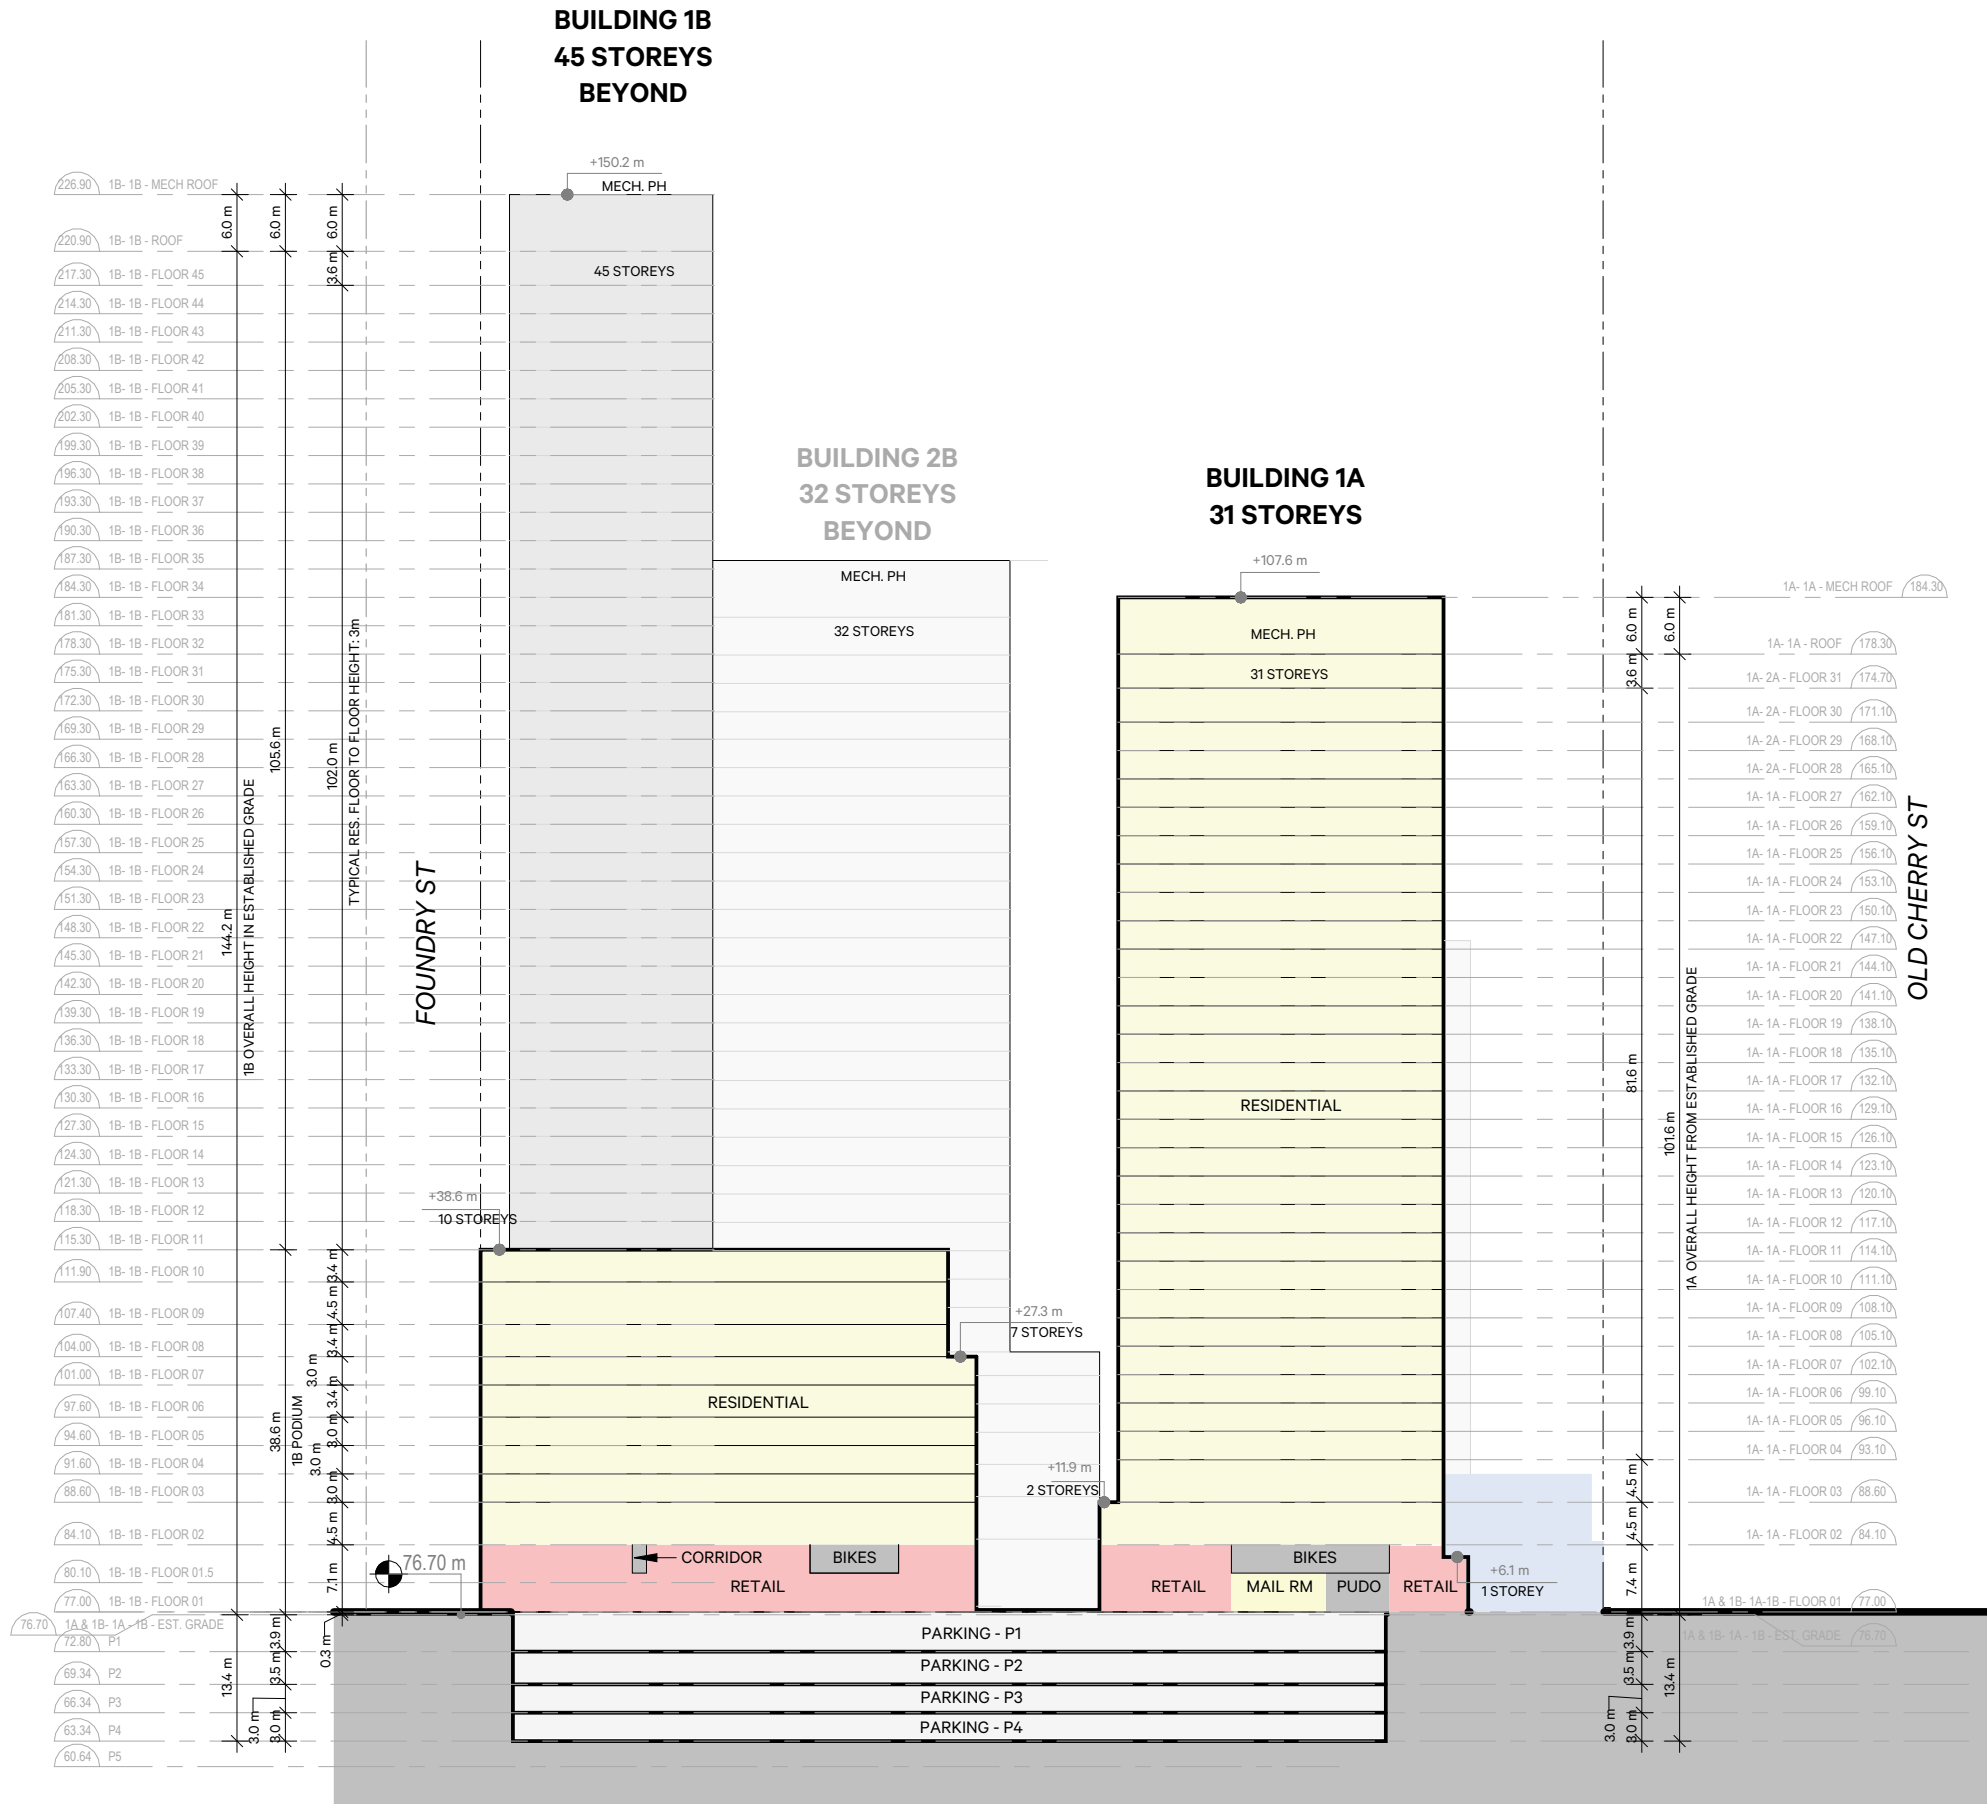 BUILDING 1B
45 STOREYS
BEYOND
+150.2 m
MECH. PH
45 STOREYS
BUILDING 2B
32 STOREYS
BEYOND
MECH. PH
32 STOREYS
BUILDING 1A
31 STOREYS
+107.6 m
MECH. PH
31 STOREYS
RESIDENTIAL
226.90 1B- 1B - MECH ROOF
220.90 1B- 1B - ROOF
217.30 1B- 1B - FLOOR 45
214.30 1B- 1B - FLOOR 44
211.30 1B- 1B - FLOOR 43
208.30 1B- 1B - FLOOR 42
205.30 1B- 1B - FLOOR 41
202.30 1B- 1B - FLOOR 40
199.30 1B- 1B - FLOOR 39
196.30 1B- 1B - FLOOR 38
193.30 1B- 1B - FLOOR 37
190.30 1B- 1B - FLOOR 36
187.30 1B- 1B - FLOOR 35
184.30 1B- 1B - FLOOR 34
181.30 1B- 1B - FLOOR 33
178.30 1B- 1B - FLOOR 32
175.30 1B- 1B - FLOOR 31
172.30 1B- 1B - FLOOR 30
169.30 1B- 1B - FLOOR 29
166.30 1B- 1B - FLOOR 28
163.30 1B- 1B - FLOOR 27
160.30 1B- 1B - FLOOR 26
157.30 1B- 1B - FLOOR 25
154.30 1B- 1B - FLOOR 24
151.30 1B- 1B - FLOOR 23
148.30 1B- 1B - FLOOR 22
145.30 1B- 1B - FLOOR 21
142.30 1B- 1B - FLOOR 20
139.30 1B- 1B - FLOOR 19
136.30 1B- 1B - FLOOR 18
133.30 1B- 1B - FLOOR 17
130.30 1B- 1B - FLOOR 16
127.30 1B- 1B - FLOOR 15
124.30 1B- 1B - FLOOR 14
121.30 1B- 1B - FLOOR 13
118.30 1B- 1B - FLOOR 12
115.30 1B- 1B - FLOOR 11
111.90 1B- 1B - FLOOR 10
107.40 1B- 1B - FLOOR 09
104.00 1B- 1B - FLOOR 08
101.00 1B- 1B - FLOOR 07
97.60 1B- 1B - FLOOR 06
94.60 1B- 1B - FLOOR 05
91.60 1B- 1B - FLOOR 04
88.60 1B- 1B - FLOOR 03
84.10 1B- 1B - FLOOR 02
80.10 1B- 1B - FLOOR 01.5
77.00 1B- 1B - FLOOR 01
76.70 1A & 1B- 1A - 1B - EST. GRADE
72.80 P1
69.34 P2
66.34 P3
63.34 P4
60.64 P5
6.0 m
6.0 m
6.0 m
3.6 m
144.2 m
1B OVERALL HEIGHT IN ESTABLISHED GRADE
105.6 m
102.0 m
TYPICAL RES. FLOOR TO FLOOR HEIGHT: 3m
FOUNDRY ST
38.6 m
1B PODIUM
3.4 m
4.5 m
3.4 m
3.0 m
3.4 m
3.0 m
3.0 m
3.0 m
4.5 m
7.1 m
0.3 m
3.9 m
3.5 m
3.0 m
3.0 m
13.4 m
76.70 m
+38.6 m
10 STOREYS
+27.3 m
7 STOREYS
RESIDENTIAL
+11.9 m
2 STOREYS
CORRIDOR
BIKES
RETAIL
BIKES
RETAIL
MAIL RM
PUDO
RETAIL
+6.1 m
1 STOREY
PARKING - P1
PARKING - P2
PARKING - P3
PARKING - P4
6.0 m
6.0 m
3.6 m
81.6 m
101.6 m
1A OVERALL HEIGHT FROM ESTABLISHED GRADE
4.5 m
4.5 m
7.4 m
3.9 m
3.5 m
3.0 m
3.0 m
13.4 m
OLD CHERRY ST
1A- 1A - MECH ROOF 184.30
1A- 1A - ROOF 178.30
1A- 2A - FLOOR 31 174.70
1A- 2A - FLOOR 30 171.10
1A- 2A - FLOOR 29 168.10
1A- 2A - FLOOR 28 165.10
1A- 1A - FLOOR 27 162.10
1A- 1A - FLOOR 26 159.10
1A- 1A - FLOOR 25 156.10
1A- 1A - FLOOR 24 153.10
1A- 1A - FLOOR 23 150.10
1A- 1A - FLOOR 22 147.10
1A- 1A - FLOOR 21 144.10
1A- 1A - FLOOR 20 141.10
1A- 1A - FLOOR 19 138.10
1A- 1A - FLOOR 18 135.10
1A- 1A - FLOOR 17 132.10
1A- 1A - FLOOR 16 129.10
1A- 1A - FLOOR 15 126.10
1A- 1A - FLOOR 14 123.10
1A- 1A - FLOOR 13 120.10
1A- 1A - FLOOR 12 117.10
1A- 1A - FLOOR 11 114.10
1A- 1A - FLOOR 10 111.10
1A- 1A - FLOOR 09 108.10
1A- 1A - FLOOR 08 105.10
1A- 1A - FLOOR 07 102.10
1A- 1A - FLOOR 06 99.10
1A- 1A - FLOOR 05 96.10
1A- 1A - FLOOR 04 93.10
1A- 1A - FLOOR 03 88.60
1A- 1A - FLOOR 02 84.10
1A & 1B- 1A-1B - FLOOR 01 77.00
1A & 1B- 1A - 1B - EST. GRADE 76.70